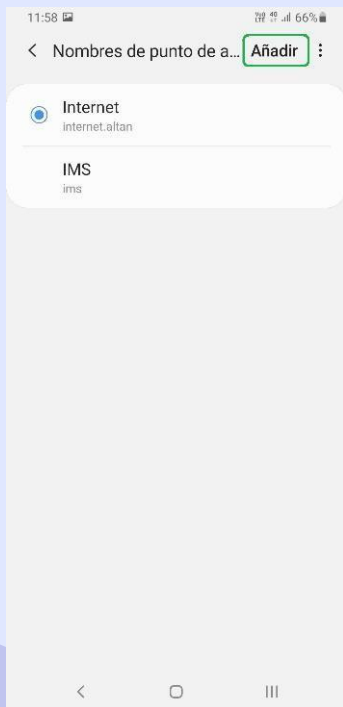 11:58 66%
Nombres de punto de a... Añadir
Internet
internet.altan
IMS
ims